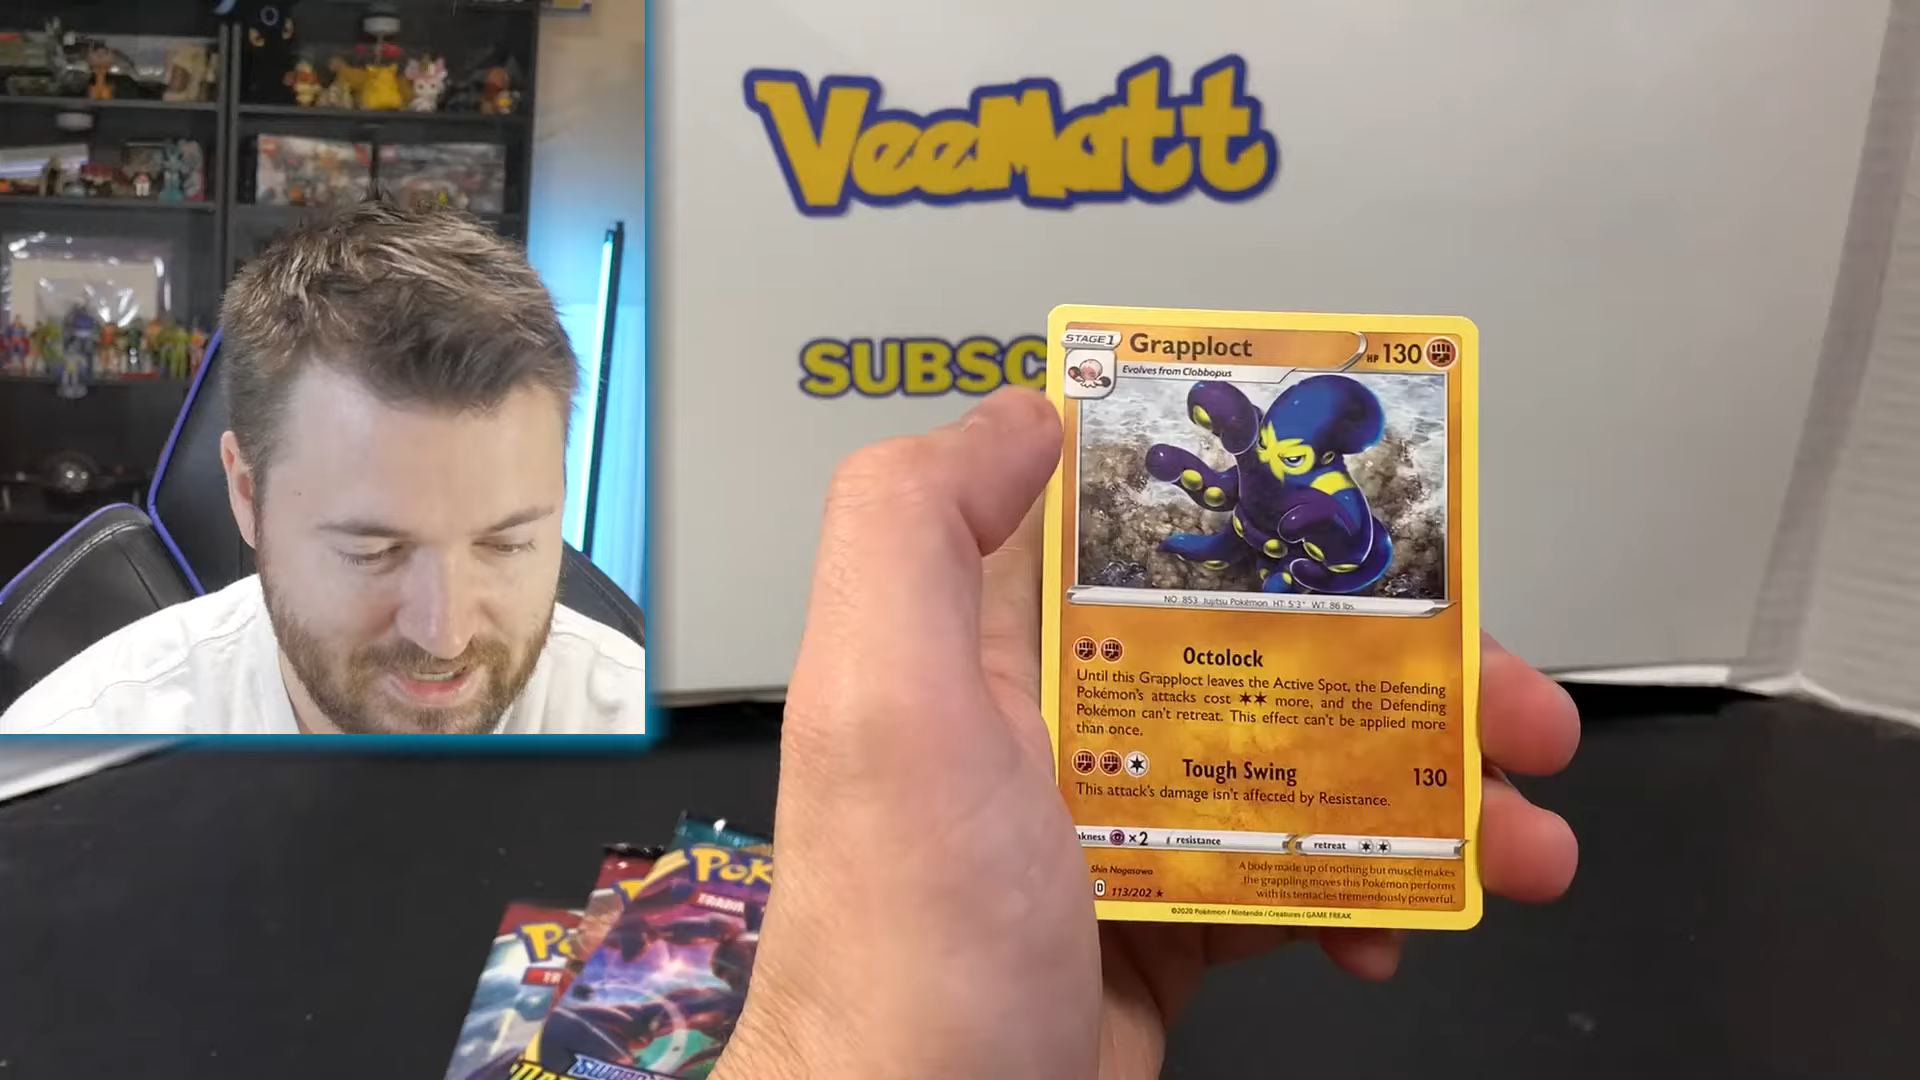 VeeMatt
SUBSC
STAGE 1
Grapploct
HP 130
Evolves from Clobbopus
NO. 853 Jujitsu Pokémon HT: 5'3" WT: 86 lbs.
Octolock
Until this Grapploct leaves the Active Spot, the Defending
Pokémon's attacks cost ✱✱ more, and the Defending
Pokémon can't retreat. This effect can't be applied more
than once.
Tough Swing 130
This attack's damage isn't affected by Resistance.
kness ×2 resistance retreat
Shin Nagasawa
A body made up of nothing but muscle makes
the grappling moves this Pokémon performs
with its tentacles tremendously powerful.
D 113/202 ★
©2020 Pokémon / Nintendo / Creatures / GAME FREAK
POK
TRADIN